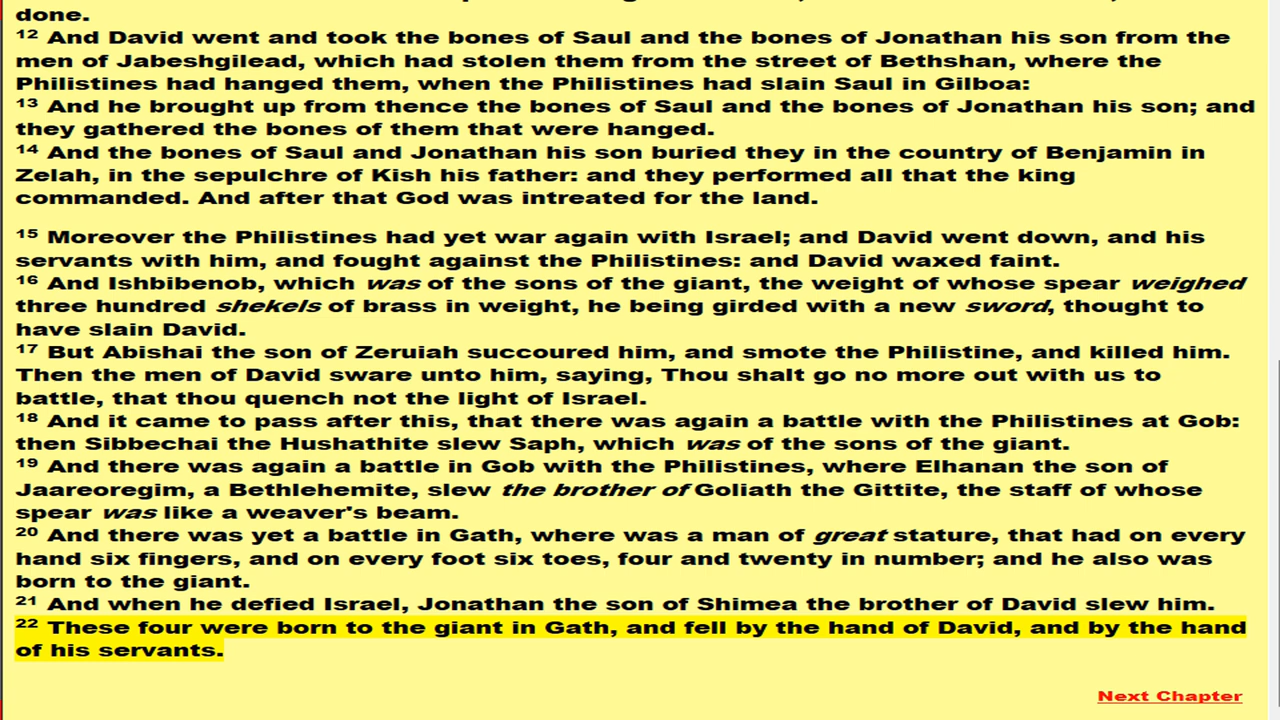 done.
12 And David went and took the bones of Saul and the bones of Jonathan his son from the
men of Jabeshgilead, which had stolen them from the street of Bethshan, where the
Philistines had hanged them, when the Philistines had slain Saul in Gilboa:
13 And he brought up from thence the bones of Saul and the bones of Jonathan his son; and
they gathered the bones of them that were hanged.
14 And the bones of Saul and Jonathan his son buried they in the country of Benjamin in
Zelah, in the sepulchre of Kish his father: and they performed all that the king
commanded. And after that God was intreated for the land.
15 Moreover the Philistines had yet war again with Israel; and David went down, and his
servants with him, and fought against the Philistines: and David waxed faint.
16 And Ishbibenob, which was of the sons of the giant, the weight of whose spear weighed
three hundred shekels of brass in weight, he being girded with a new sword, thought to
have slain David.
17 But Abishai the son of Zeruiah succoured him, and smote the Philistine, and killed him.
Then the men of David sware unto him, saying, Thou shalt go no more out with us to
battle, that thou quench not the light of Israel.
18 And it came to pass after this, that there was again a battle with the Philistines at Gob:
then Sibbechai the Hushathite slew Saph, which was of the sons of the giant.
19 And there was again a battle in Gob with the Philistines, where Elhanan the son of
Jaareoregim, a Bethlehemite, slew the brother of Goliath the Gittite, the staff of whose
spear was like a weaver's beam.
20 And there was yet a battle in Gath, where was a man of great stature, that had on every
hand six fingers, and on every foot six toes, four and twenty in number; and he also was
born to the giant.
21 And when he defied Israel, Jonathan the son of Shimea the brother of David slew him.
22 These four were born to the giant in Gath, and fell by the hand of David, and by the hand
of his servants.
Next Chapter